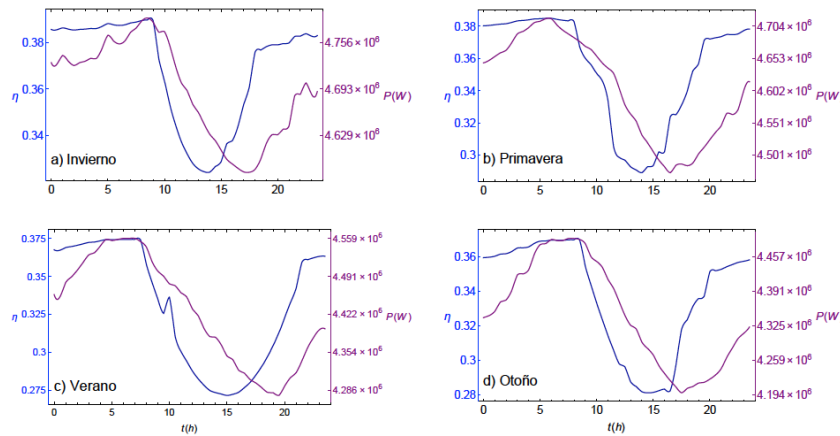 0.38
0.36
0.34
η
a) Invierno
4.756 × 10⁶
4.693 × 10⁶
4.629 × 10⁶
P(W)
0 5 10 15 20
t(h)
0.38
0.36
0.34
0.32
0.3
η
b) Primavera
4.704 × 10⁶
4.653 × 10⁶
4.602 × 10⁶
4.551 × 10⁶
4.501 × 10⁶
P(W)
0 5 10 15 20
t(h)
0.375
0.35
0.325
0.3
0.275
η
c) Verano
4.559 × 10⁶
4.491 × 10⁶
4.422 × 10⁶
4.354 × 10⁶
4.286 × 10⁶
P(W)
0 5 10 15 20
t(h)
0.36
0.34
0.32
0.3
0.28
η
d) Otoño
4.457 × 10⁶
4.391 × 10⁶
4.325 × 10⁶
4.259 × 10⁶
4.194 × 10⁶
P(W)
0 5 10 15 20
t(h)